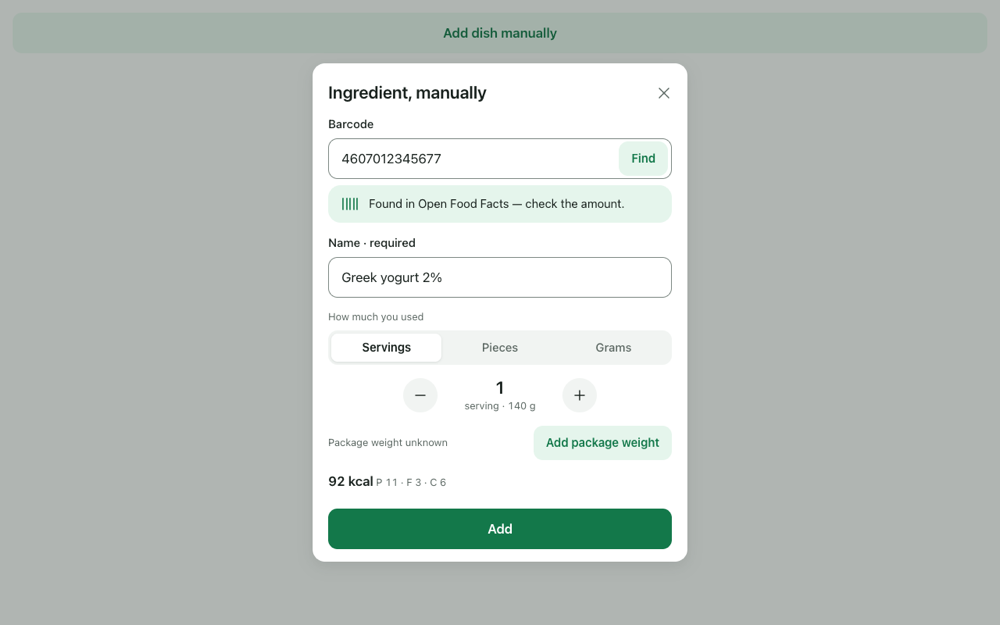 Add dish manually
Ingredient, manually
Barcode
4607012345677
Find
Found in Open Food Facts — check the amount.
Name · required
Greek yogurt 2%
How much you used
Servings
Pieces
Grams
−
1
+
serving · 140 g
Package weight unknown
Add package weight
92 kcal P 11 · F 3 · C 6
Add